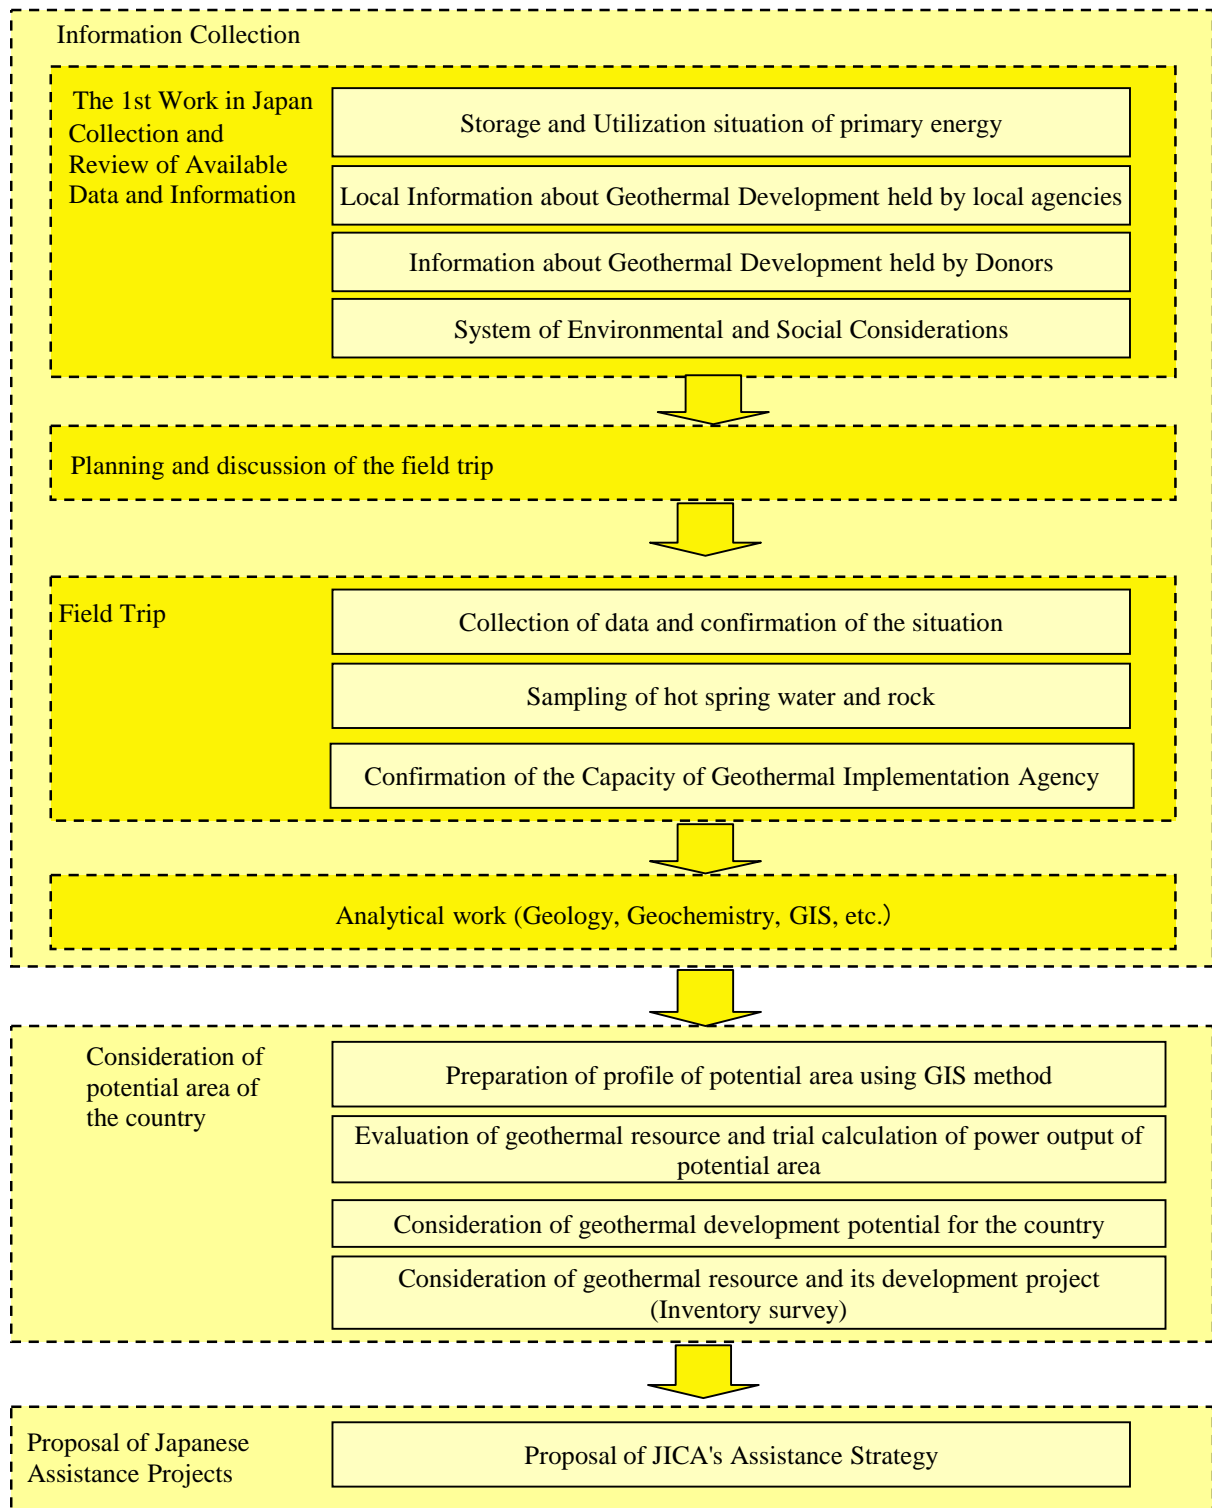 Information Collection
The 1st Work in Japan
Collection and
Review of Available
Data and Information
Storage and Utilization situation of primary energy
Local Information about Geothermal Development held by local agencies
Information about Geothermal Development held by Donors
System of Environmental and Social Considerations
Planning and discussion of the field trip
Field Trip
Collection of data and confirmation of the situation
Sampling of hot spring water and rock
Confirmation of the Capacity of Geothermal Implementation Agency
Analytical work (Geology, Geochemistry, GIS, etc.）
Consideration of
potential area of
the country
Preparation of profile of potential area using GIS method
Evaluation of geothermal resource and trial calculation of power output of
potential area
Consideration of geothermal development potential for the country
Consideration of geothermal resource and its development project
(Inventory survey)
Proposal of Japanese
Assistance Projects
Proposal of JICA's Assistance Strategy